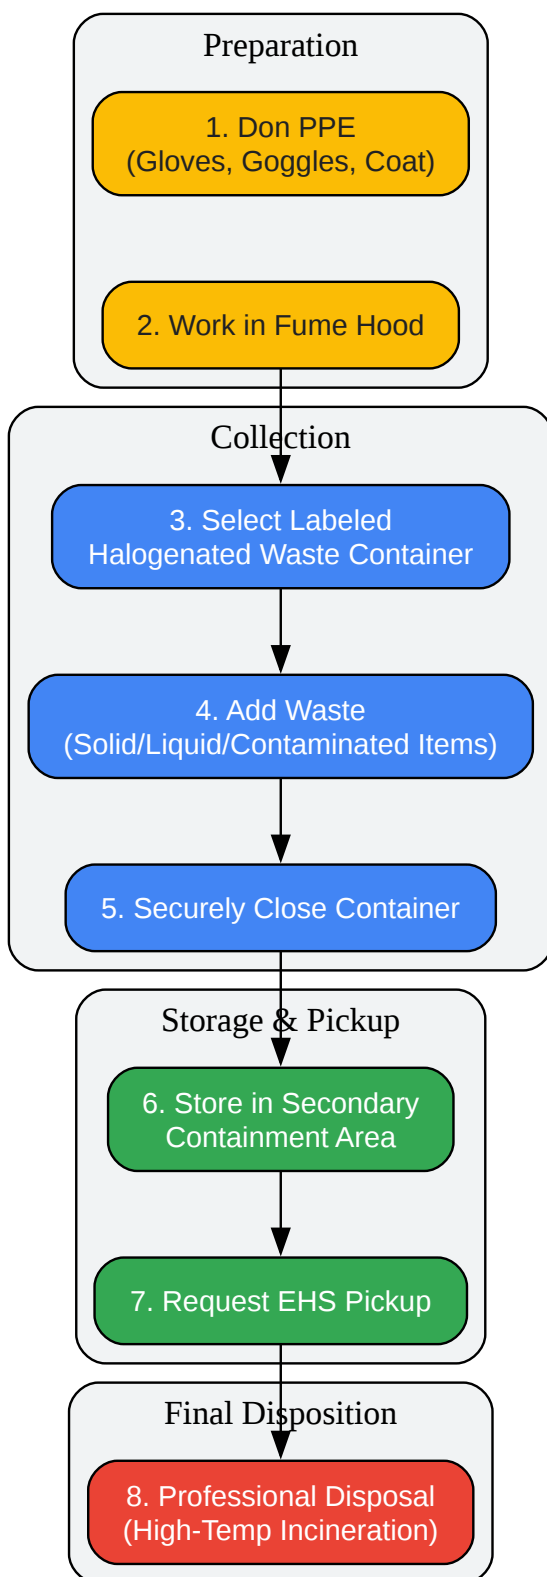 Preparation
1. Don PPE
(Gloves, Goggles, Coat)
2. Work in Fume Hood
Collection
3. Select Labeled
Halogenated Waste Container
4. Add Waste
(Solid/Liquid/Contaminated Items)
5. Securely Close Container
Storage & Pickup
6. Store in Secondary
Containment Area
7. Request EHS Pickup
Final Disposition
8. Professional Disposal
(High-Temp Incineration)